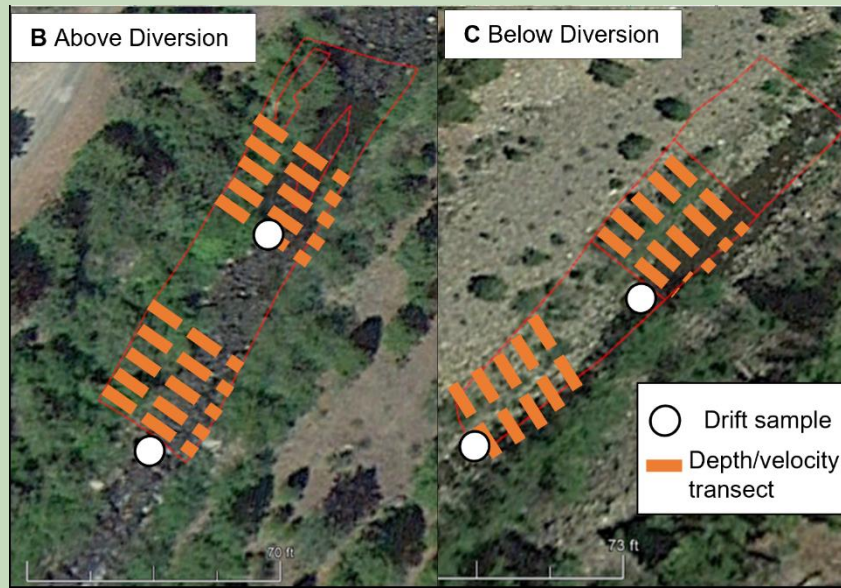 B Above Diversion
C Below Diversion
Drift sample
Depth/velocity
transect
70 ft
73 ft